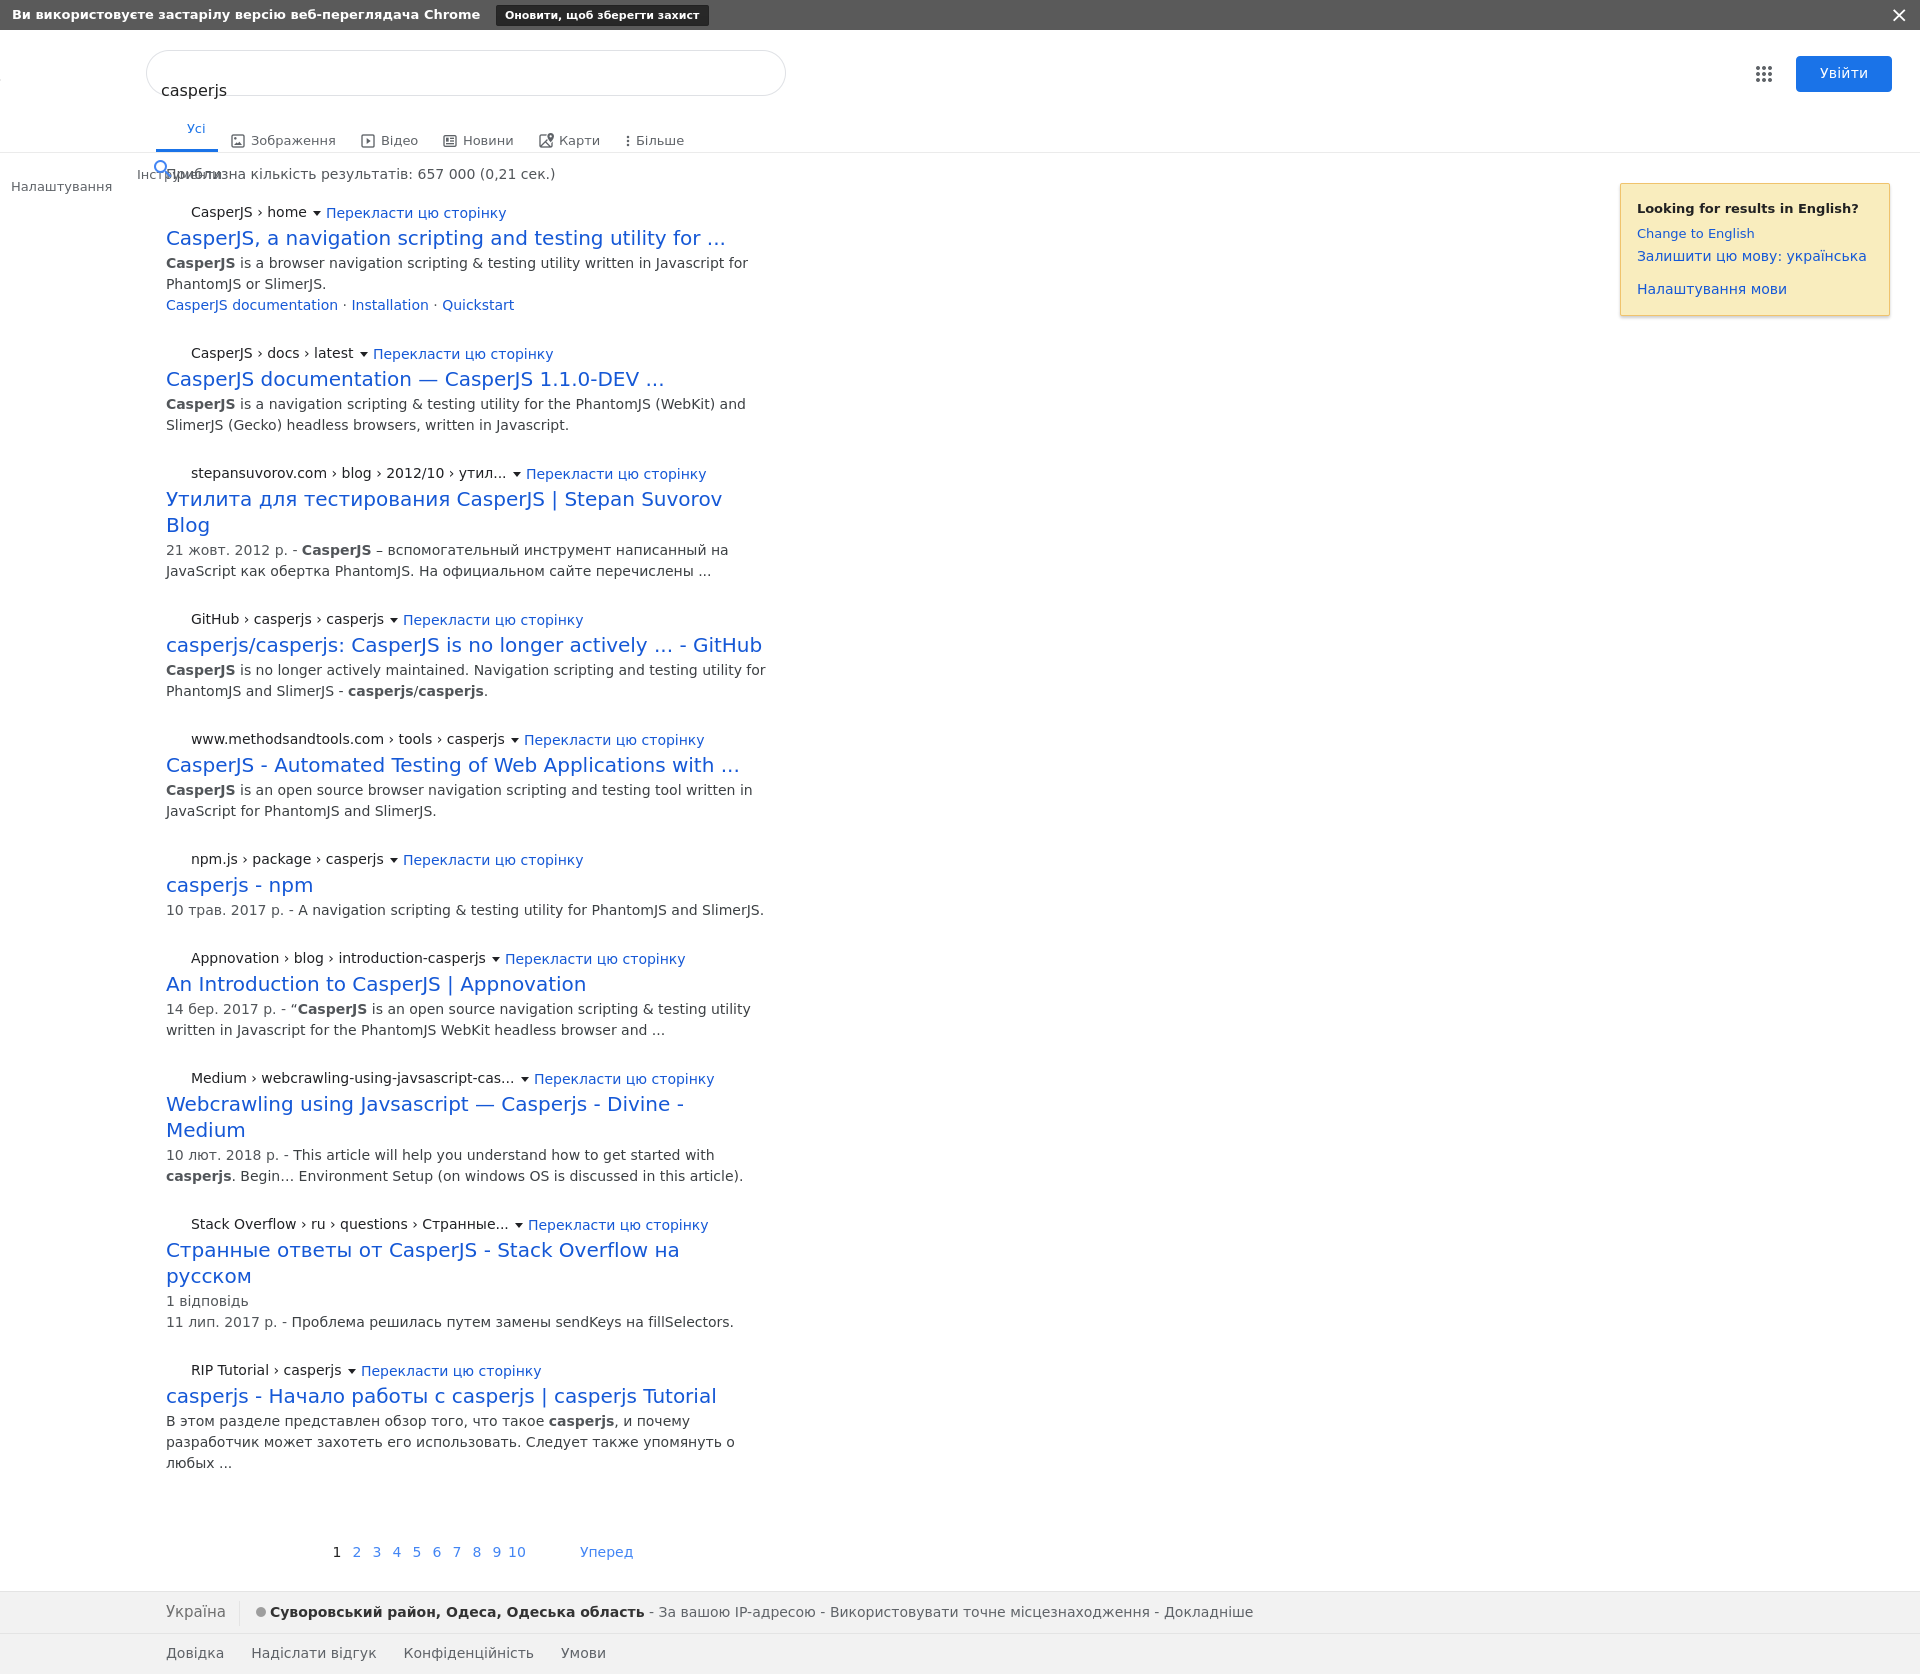 Ви використовуєте застарілу версію веб-переглядача Chrome Оновити, щоб зберегти захист
casperjs
Увійти
Усі Зображення Відео Новини Карти Більше
Налаштування Інструменти
Приблизна кількість результатів: 657 000 (0,21 сек.)
Looking for results in English?
Change to English
Залишити цю мову: українська
Налаштування мови
CasperJS › home Перекласти цю сторінку
CasperJS, a navigation scripting and testing utility for ...
CasperJS is a browser navigation scripting & testing utility written in Javascript for
PhantomJS or SlimerJS.
CasperJS documentation · Installation · Quickstart
CasperJS › docs › latest Перекласти цю сторінку
CasperJS documentation — CasperJS 1.1.0-DEV ...
CasperJS is a navigation scripting & testing utility for the PhantomJS (WebKit) and
SlimerJS (Gecko) headless browsers, written in Javascript.
stepansuvorov.com › blog › 2012/10 › утил... Перекласти цю сторінку
Утилита для тестирования CasperJS | Stepan Suvorov
Blog
21 жовт. 2012 р. - CasperJS – вспомогательный инструмент написанный на
JavaScript как обертка PhantomJS. На официальном сайте перечислены ...
GitHub › casperjs › casperjs Перекласти цю сторінку
casperjs/casperjs: CasperJS is no longer actively ... - GitHub
CasperJS is no longer actively maintained. Navigation scripting and testing utility for
PhantomJS and SlimerJS - casperjs/casperjs.
www.methodsandtools.com › tools › casperjs Перекласти цю сторінку
CasperJS - Automated Testing of Web Applications with ...
CasperJS is an open source browser navigation scripting and testing tool written in
JavaScript for PhantomJS and SlimerJS.
npm.js › package › casperjs Перекласти цю сторінку
casperjs - npm
10 трав. 2017 р. - A navigation scripting & testing utility for PhantomJS and SlimerJS.
Appnovation › blog › introduction-casperjs Перекласти цю сторінку
An Introduction to CasperJS | Appnovation
14 бер. 2017 р. - “CasperJS is an open source navigation scripting & testing utility
written in Javascript for the PhantomJS WebKit headless browser and ...
Medium › webcrawling-using-javsascript-cas... Перекласти цю сторінку
Webcrawling using Javsascript — Casperjs - Divine -
Medium
10 лют. 2018 р. - This article will help you understand how to get started with
casperjs. Begin… Environment Setup (on windows OS is discussed in this article).
Stack Overflow › ru › questions › Странные... Перекласти цю сторінку
Странные ответы от CasperJS - Stack Overflow на
русском
1 відповідь
11 лип. 2017 р. - Проблема решилась путем замены sendKeys на fillSelectors.
RIP Tutorial › casperjs Перекласти цю сторінку
casperjs - Начало работы с casperjs | casperjs Tutorial
В этом разделе представлен обзор того, что такое casperjs, и почему
разработчик может захотеть его использовать. Следует также упомянуть о
любых ...
1 2 3 4 5 6 7 8 9 10 Уперед
Україна Суворовський район, Одеса, Одеська область - За вашою IP-адресою - Використовувати точне місцезнаходження - Докладніше
Довідка Надіслати відгук Конфіденційність Умови